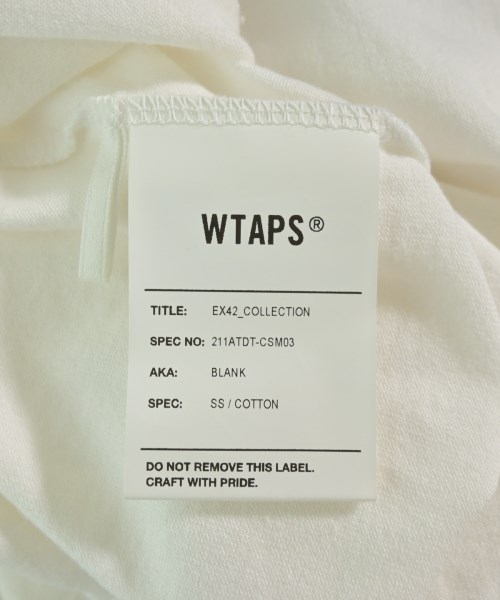 WTAPS®
TITLE: EX42_COLLECTION
SPEC NO: 211ATDT-CSM03
AKA: BLANK
SPEC: SS / COTTON
DO NOT REMOVE THIS LABEL.
CRAFT WITH PRIDE.